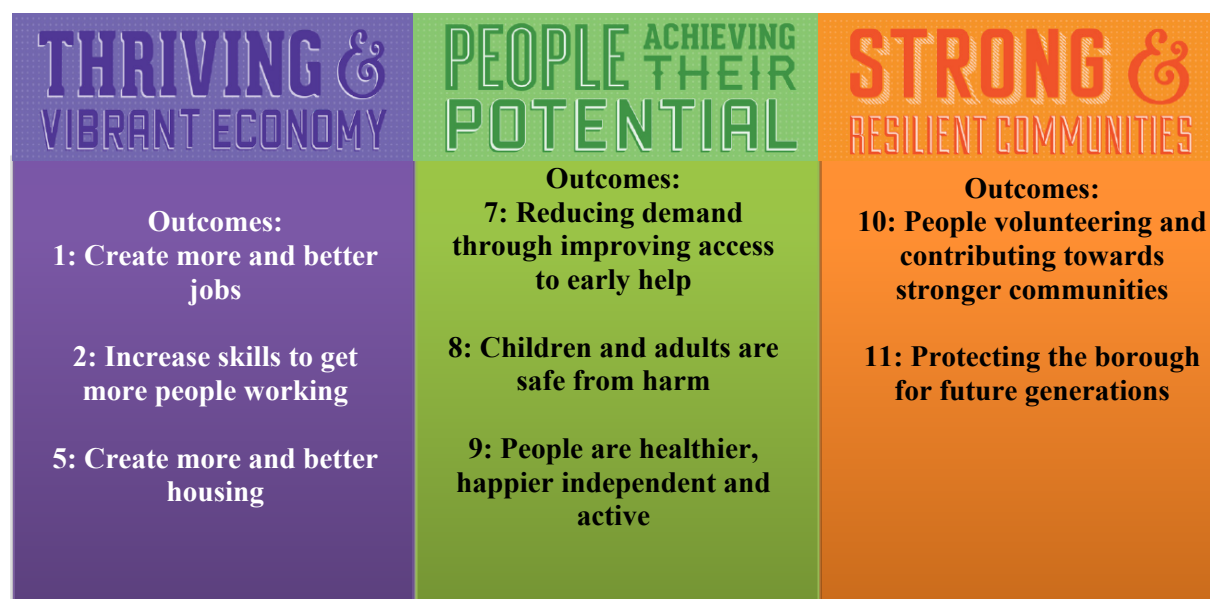 THRIVING &
VIBRANT ECONOMY
Outcomes:
1: Create more and better
jobs
2: Increase skills to get
more people working
5: Create more and better
housing
PEOPLE ACHIEVING
THEIR
POTENTIAL
Outcomes:
7: Reducing demand
through improving access
to early help
8: Children and adults are
safe from harm
9: People are healthier,
happier independent and
active
STRONG &
RESILIENT COMMUNITIES
Outcomes:
10: People volunteering and
contributing towards
stronger communities
11: Protecting the borough
for future generations